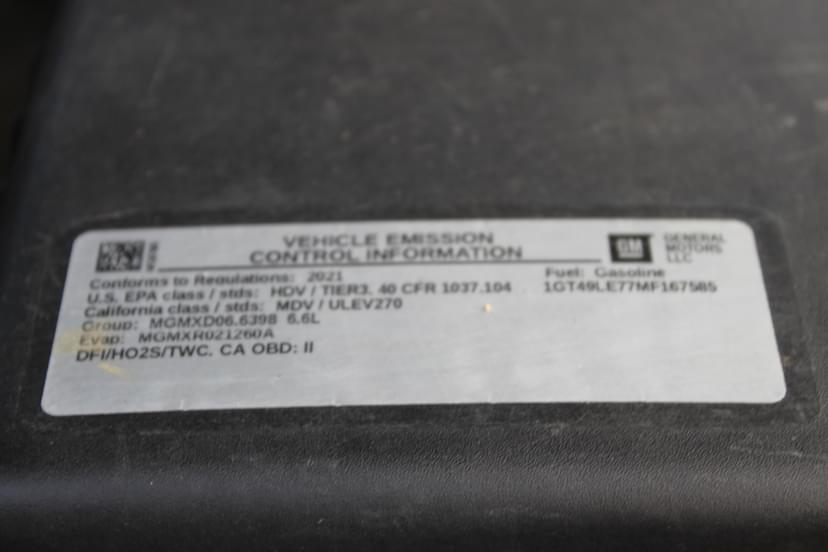 VEHICLE EMISSION
CONTROL INFORMATION
GM
GENERAL
MOTORS
LLC
Conforms to Regulations: 2021
Fuel: Gasoline
U.S. EPA class / stds: HDV / TIER3, 40 CFR 1037.104
1GT49LE77MF167585
California class / stds: MDV / ULEV270
Group: MGMXD06.6398 6.6L
Evap: MGMXR021260A
DFI/HO2S/TWC, CA OBD: II